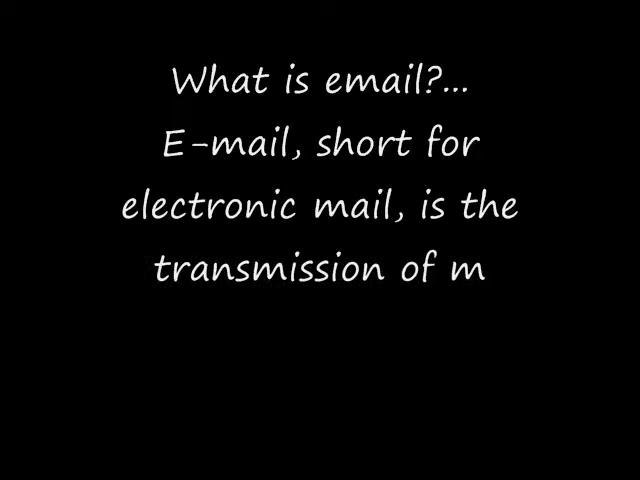 What is email?...
E-mail, short for
electronic mail, is the
transmission of m